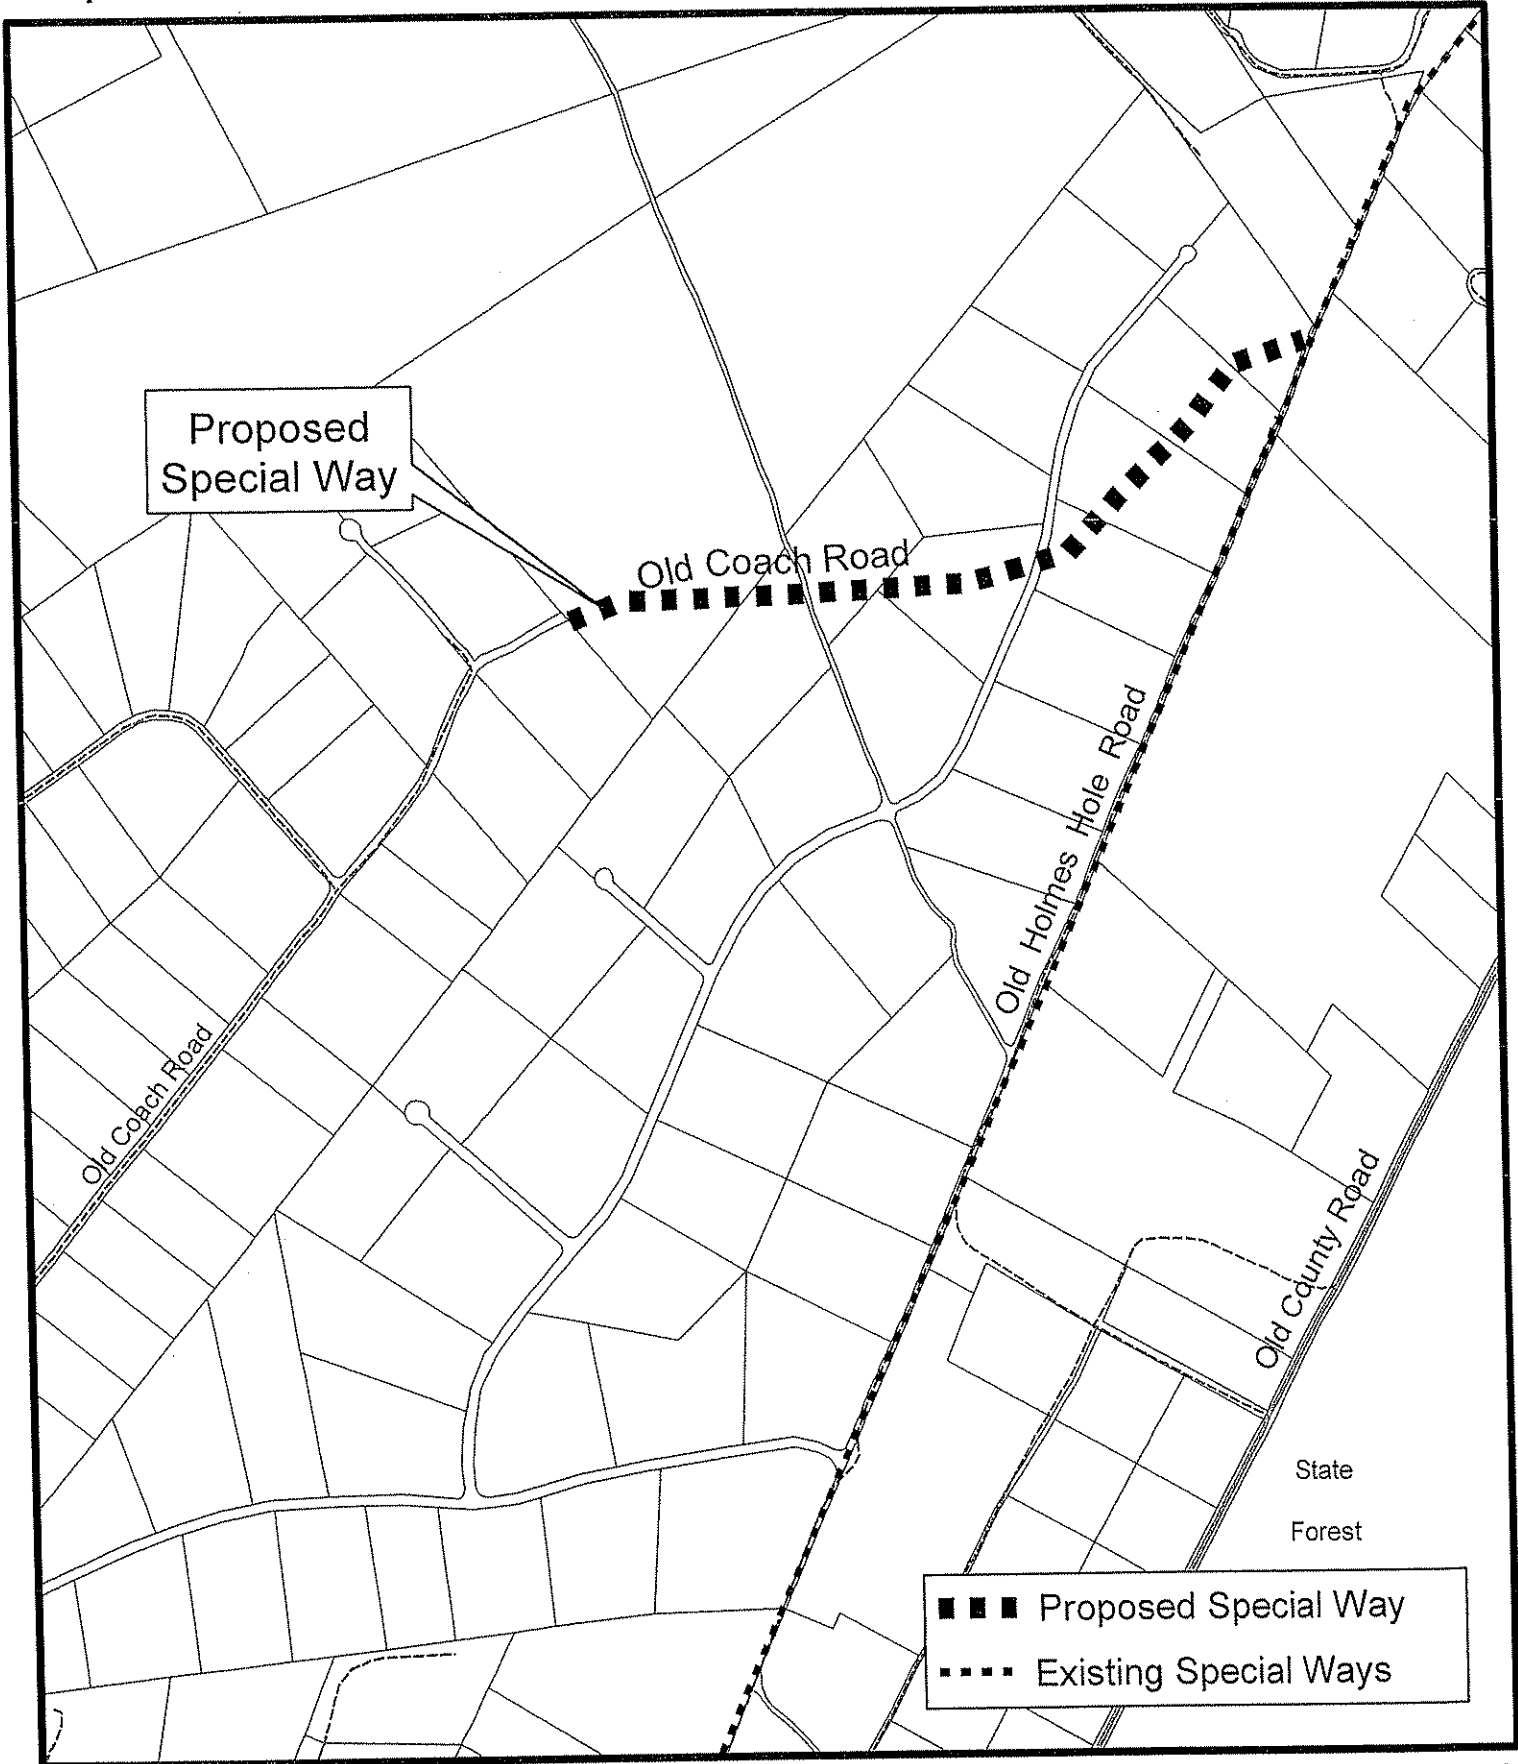 Proposed
Special Way
Old Coach Road
Old Holmes Hole Road
Old Coach Road
Old County Road
State
Forest
Proposed Special Way
Existing Special Ways